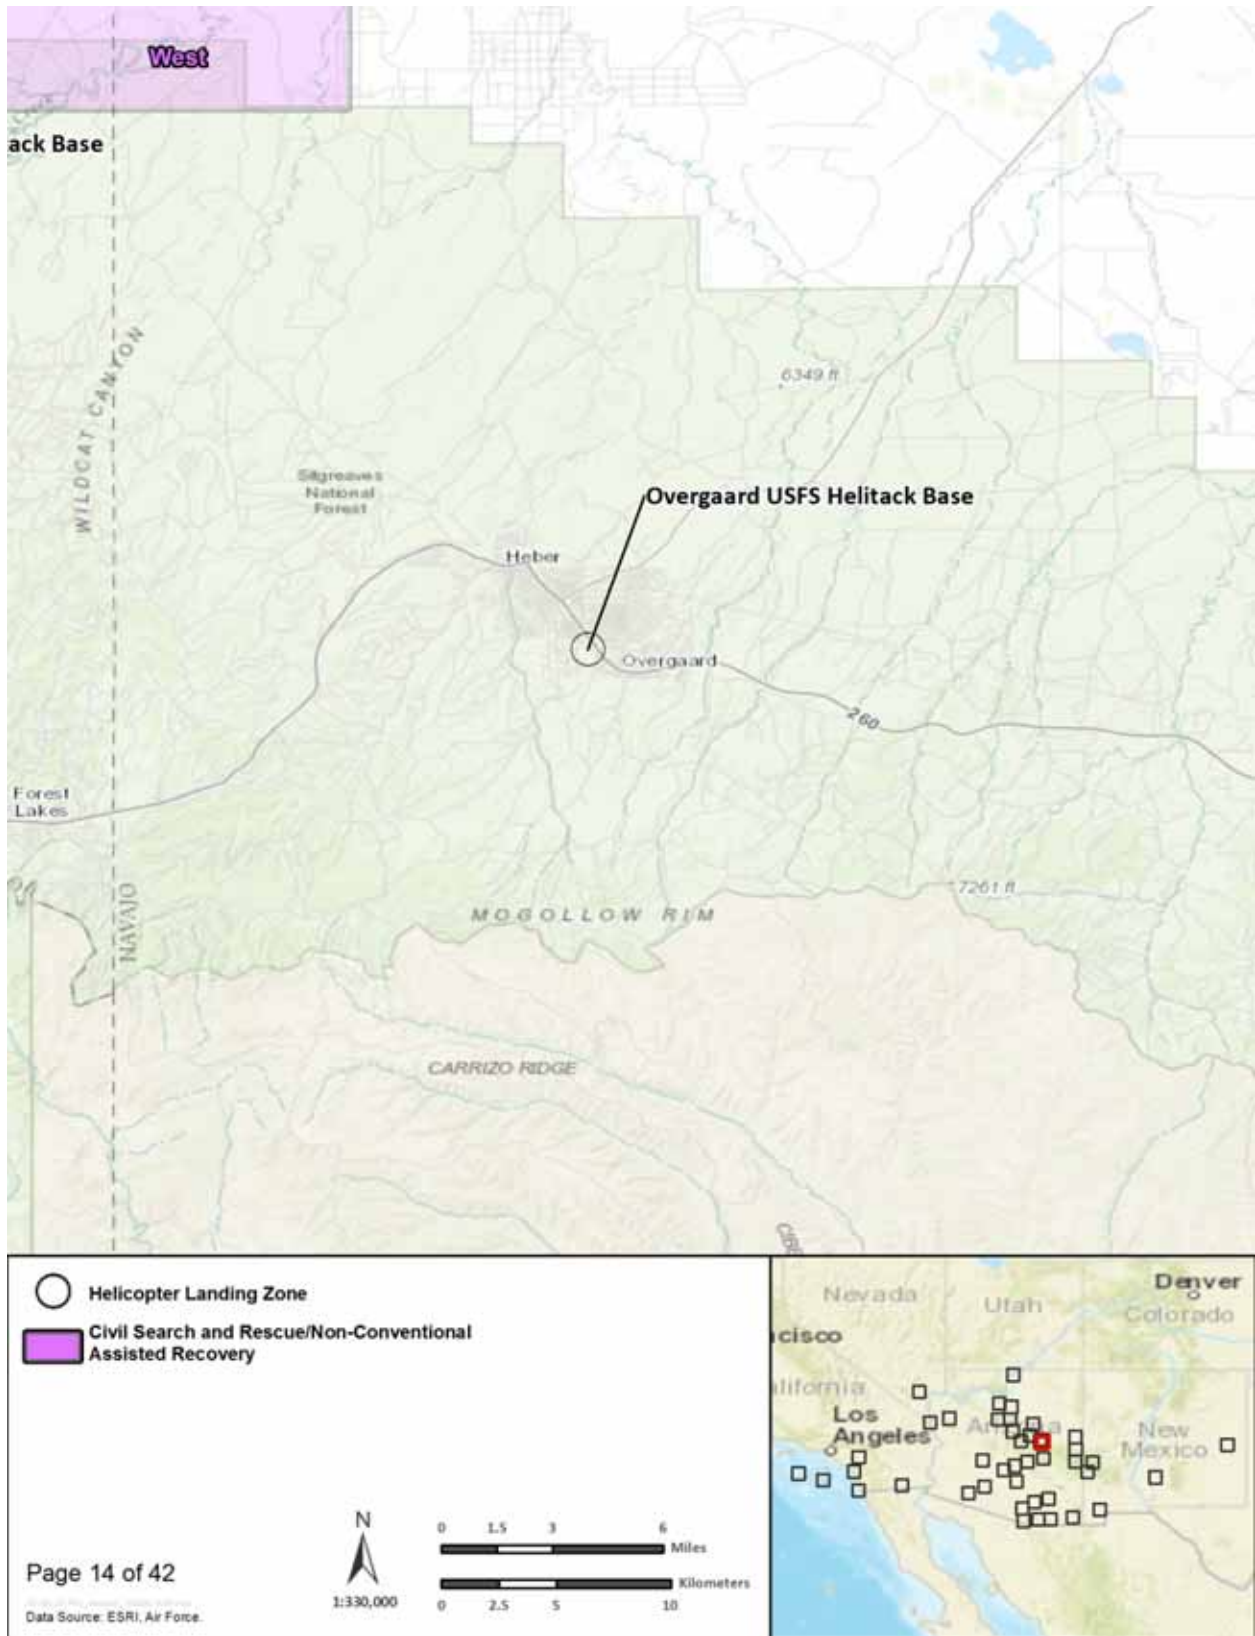 West
ack Base
WILDCAT CANYON
6349 ft
Sitgreaves
National
Forest
Overgaard USFS Helitack Base
Heber
Overgaard
260
Forest
Lakes
NAVAJO
7261 ft
MOGOLLOW RIM
CARRIZO RIDGE
Helicopter Landing Zone
Civil Search and Rescue/Non-Conventional
Assisted Recovery
Page 14 of 42
Data Source: ESRI, Air Force.
N
1:330,000
0 1.5 3 6
Miles
Kilometers
0 2.5 5 10
Denver
Nevada
Utah
Colorado
cisco
alifornia
Los
Angeles
New
Mexico